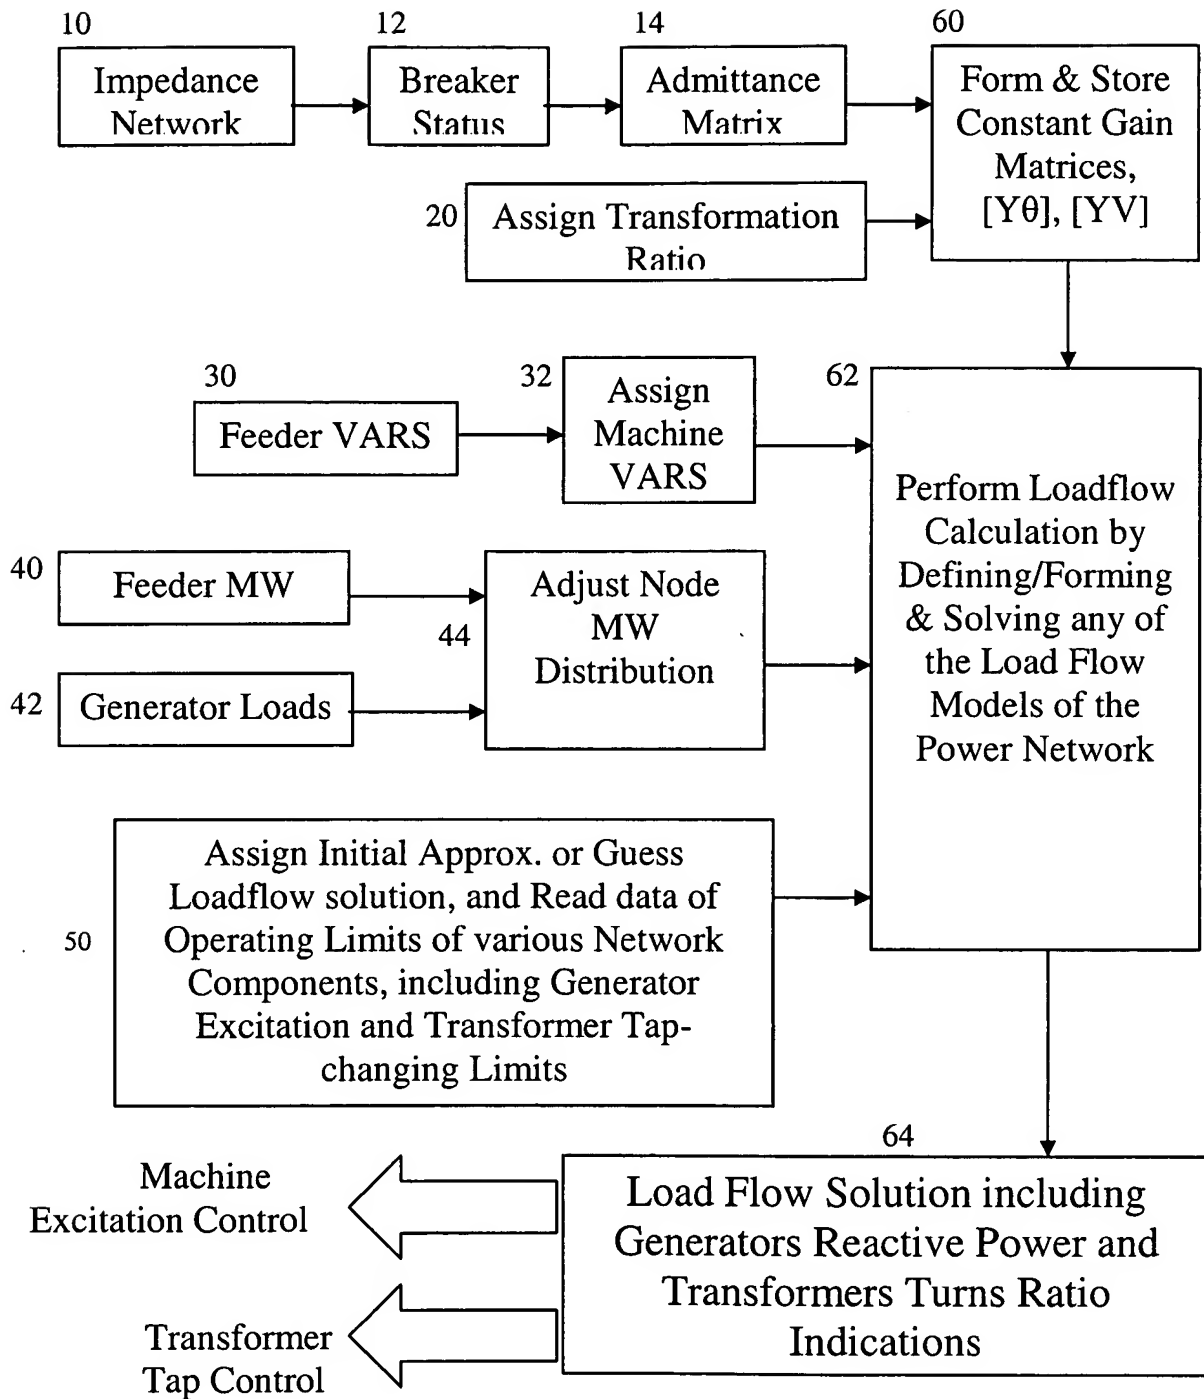 10
Impedance
Network
12
Breaker
Status
14
Admittance
Matrix
60
Form & Store
Constant Gain
Matrices,
[Yθ], [YV]
20
Assign Transformation
Ratio
30
Feeder VARS
32
Assign
Machine
VARS
62
Perform Loadflow
Calculation by
Defining/Forming
& Solving any of
the Load Flow
Models of the
Power Network
40
Feeder MW
44
Adjust Node
MW
Distribution
42
Generator Loads
50
Assign Initial Approx. or Guess
Loadflow solution, and Read data of
Operating Limits of various Network
Components, including Generator
Excitation and Transformer Tap-
changing Limits
64
Load Flow Solution including
Generators Reactive Power and
Transformers Turns Ratio
Indications
Machine
Excitation Control
Transformer
Tap Control